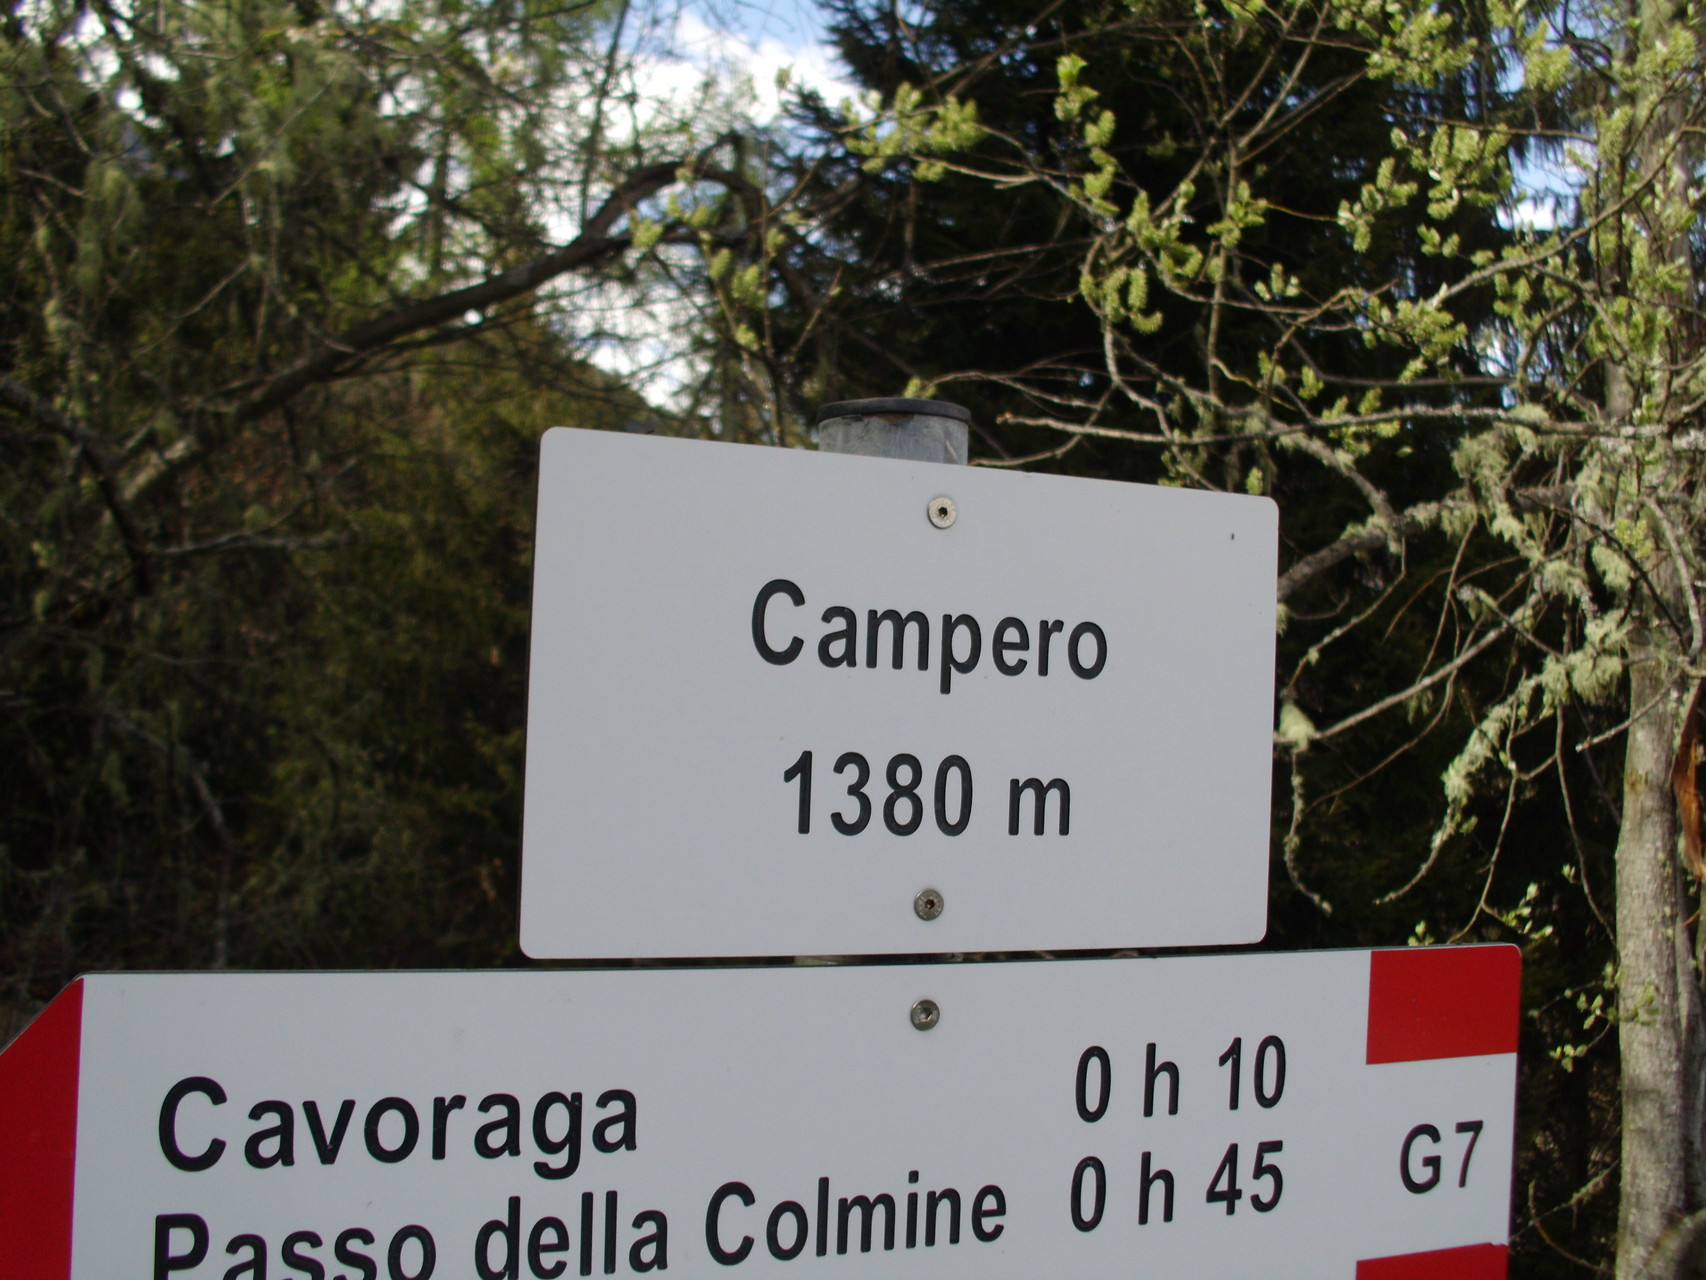 Campero
1380 m
Cavoraga 0 h 10
Passo della Colmine 0 h 45
G7